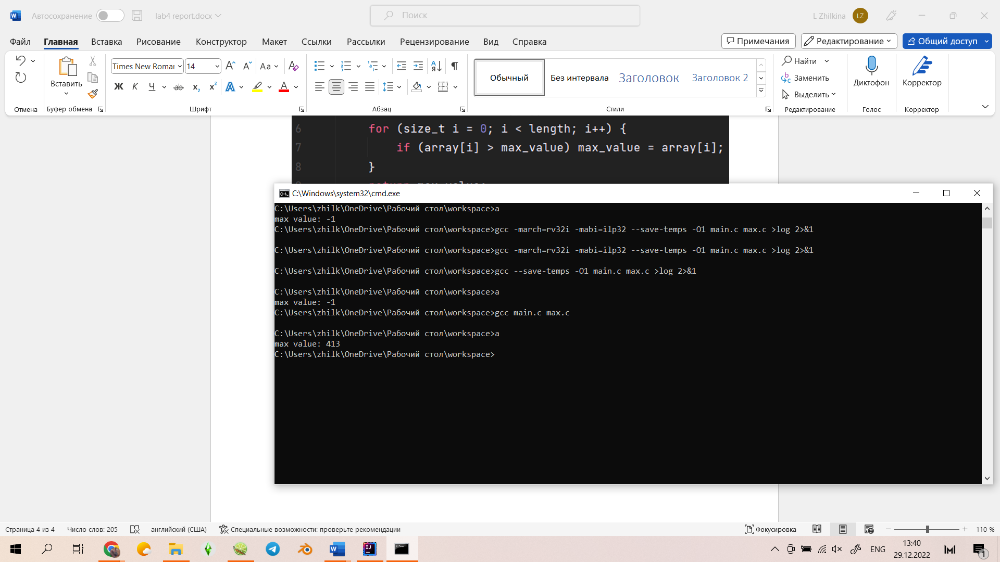 Автосохранение
lab4 report.docx
Поиск
L Zhilkina
LZ
Файл
Главная
Вставка
Рисование
Конструктор
Макет
Ссылки
Рассылки
Рецензирование
Вид
Справка
Примечания
Редактирование
Общий доступ
Вставить
Times New Roman
14
Обычный
Без интервала
Заголовок
Заголовок 2
Найти
Заменить
Выделить
Диктофон
Корректор
Отмена
Буфер обмена
Шрифт
Абзац
Стили
Редактирование
Голос
Корректор
6 for (size_t i = 0; i < length; i++) {
7 if (array[i] > max_value) max_value = array[i];
8 }
C:\Windows\system32\cmd.exe
C:\Users\zhilk\OneDrive\Рабочий стол\workspace>a
max value: -1
C:\Users\zhilk\OneDrive\Рабочий стол\workspace>gcc -march=rv32i -mabi=ilp32 --save-temps -O1 main.c max.c >log 2>&1
C:\Users\zhilk\OneDrive\Рабочий стол\workspace>gcc -march=rv32i -mabi=ilp32 --save-temps -O1 main.c max.c >log 2>&1
C:\Users\zhilk\OneDrive\Рабочий стол\workspace>gcc --save-temps -O1 main.c max.c >log 2>&1
C:\Users\zhilk\OneDrive\Рабочий стол\workspace>a
max value: -1
C:\Users\zhilk\OneDrive\Рабочий стол\workspace>gcc main.c max.c
C:\Users\zhilk\OneDrive\Рабочий стол\workspace>a
max value: 413
C:\Users\zhilk\OneDrive\Рабочий стол\workspace>
Страница 4 из 4
Число слов: 205
английский (США)
Специальные возможности: проверьте рекомендации
Фокусировка
110 %
ENG
13:40
29.12.2022
1